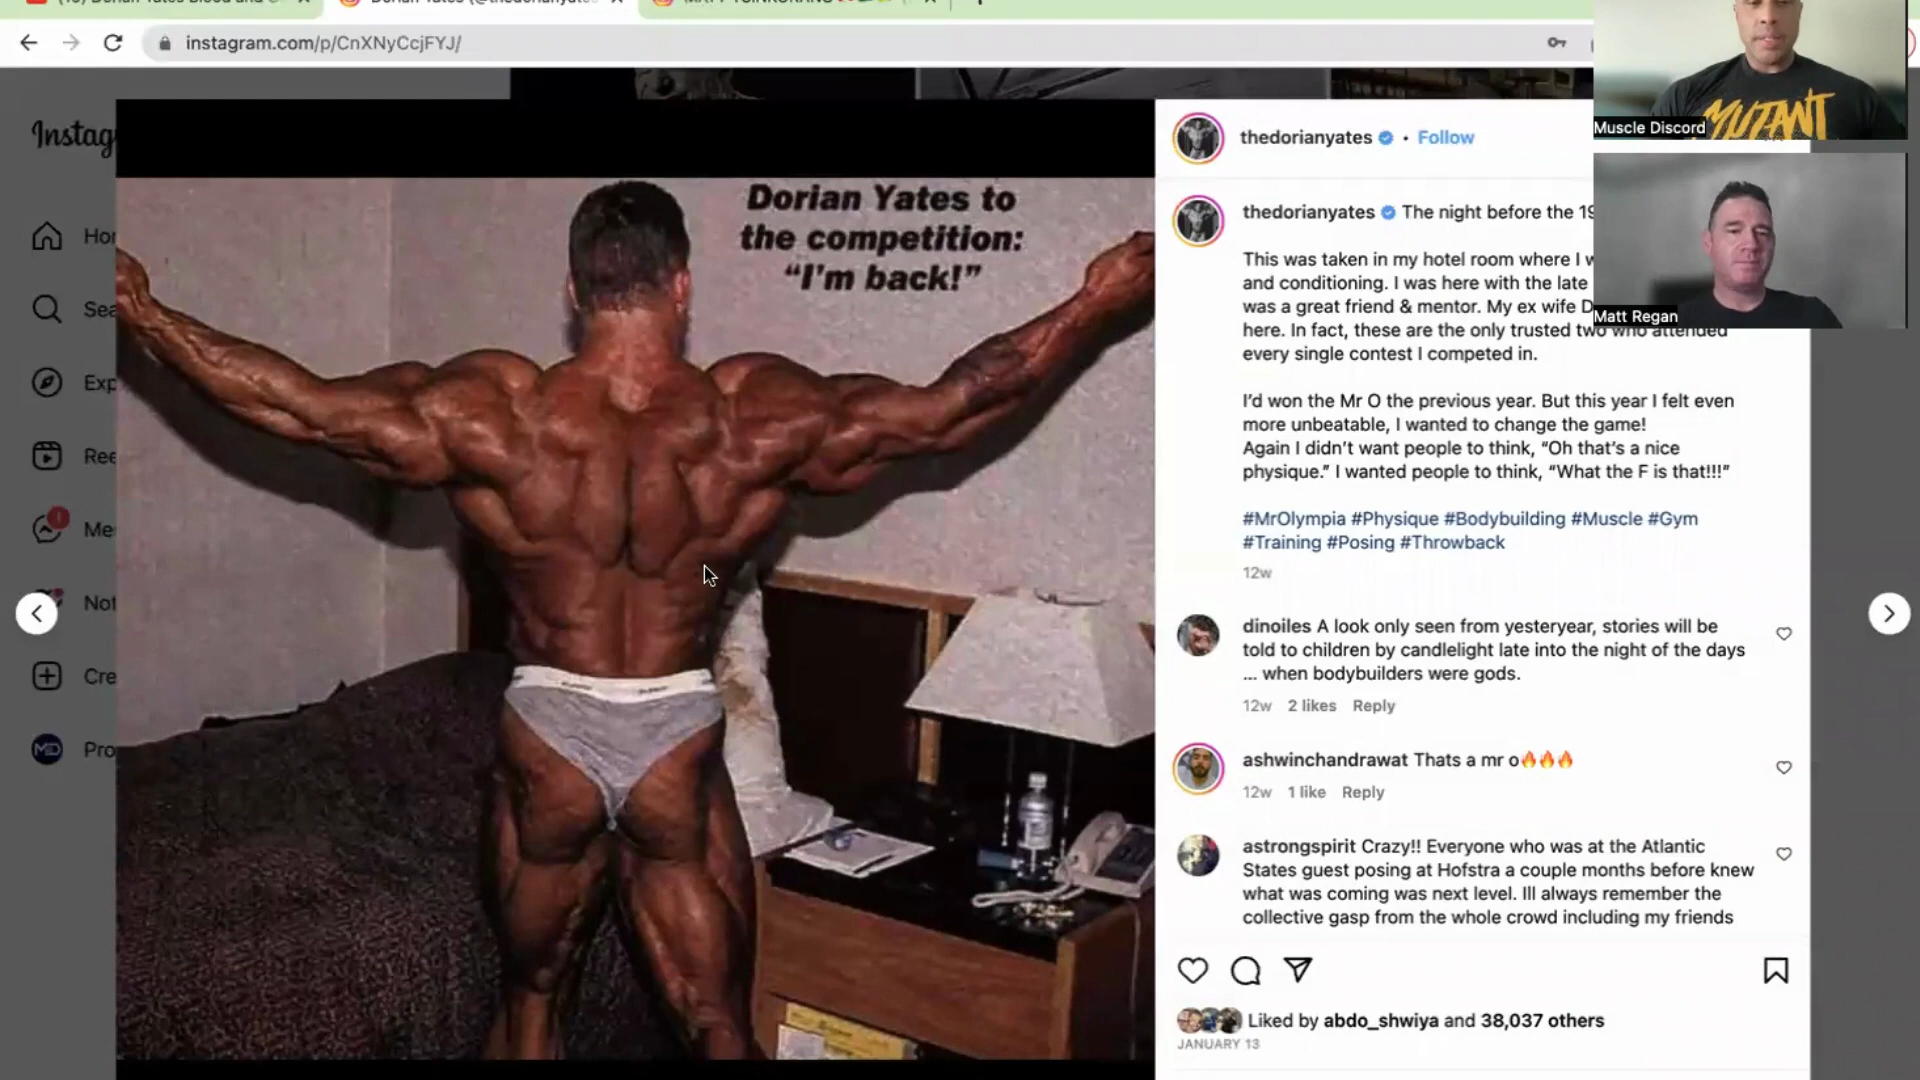 instagram.com/p/CnXNyCcjFYJ/
MUTANT
Muscle Discord
Matt Regan
Dorian Yates to
the competition:
“I’m back!”
thedorianyates • Follow
thedorianyates The night before the 19
This was taken in my hotel room where I w
and conditioning. I was here with the late
was a great friend & mentor. My ex wife D
here. In fact, these are the only trusted two who attended
every single contest I competed in.
I’d won the Mr O the previous year. But this year I felt even
more unbeatable, I wanted to change the game!
Again I didn’t want people to think, “Oh that’s a nice
physique.” I wanted people to think, “What the F is that!!!”
#MrOlympia #Physique #Bodybuilding #Muscle #Gym
#Training #Posing #Throwback
12w
dinoiles A look only seen from yesteryear, stories will be
told to children by candlelight late into the night of the days
... when bodybuilders were gods.
12w 2 likes Reply
ashwinchandrawat Thats a mr o🔥🔥🔥
12w 1 like Reply
astrongspirit Crazy!! Everyone who was at the Atlantic
States guest posing at Hofstra a couple months before knew
what was coming was next level. Ill always remember the
collective gasp from the whole crowd including my friends
Liked by abdo_shwiya and 38,037 others
JANUARY 13
Instag
Hor
Sea
Exp
Ree
Me
1
Not
Cre
MD
Pro